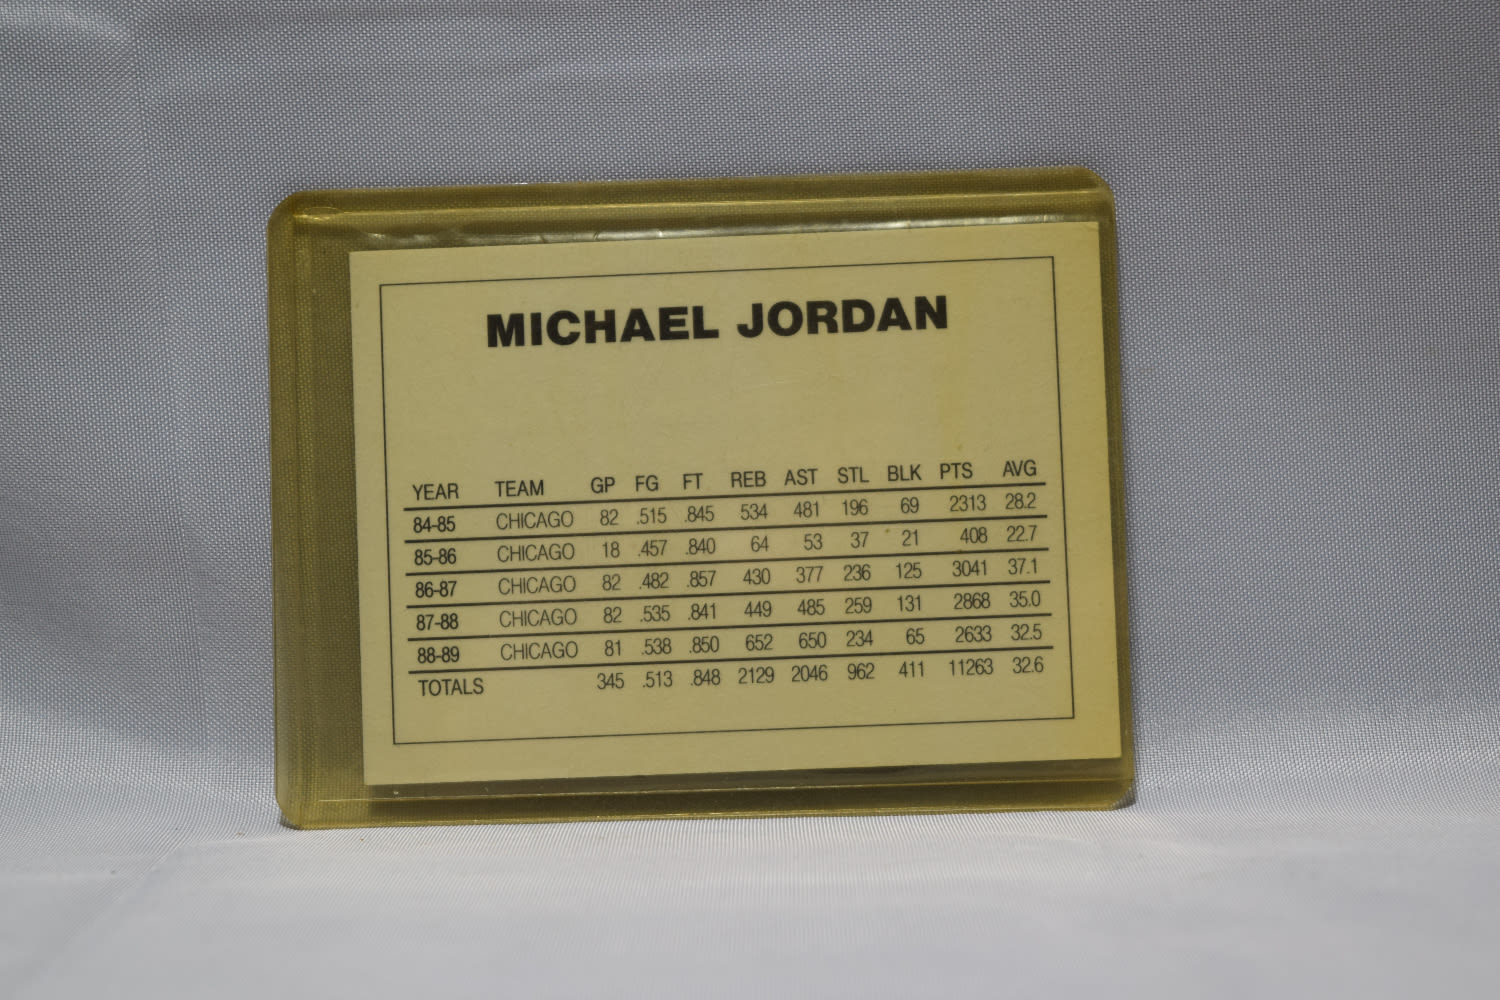 MICHAEL JORDAN
YEAR TEAM GP FG FT REB AST STL BLK PTS AVG
84-85 CHICAGO 82 .515 .845 534 481 196 69 2313 28.2
85-86 CHICAGO 18 .457 .840 64 53 37 21 408 22.7
86-87 CHICAGO 82 .482 .857 430 377 236 125 3041 37.1
87-88 CHICAGO 82 .535 .841 449 485 259 131 2868 35.0
88-89 CHICAGO 81 .538 .850 652 650 234 65 2633 32.5
TOTALS 345 .513 .848 2129 2046 962 411 11263 32.6